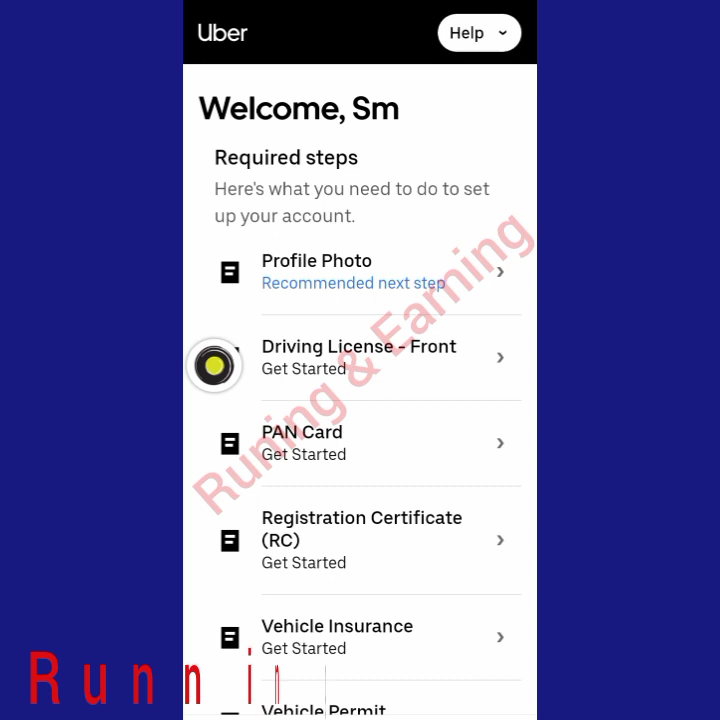 Uber
Help
Welcome, Sm
Required steps
Here's what you need to do to set
up your account.
Profile Photo
Recommended next step
Driving License - Front
Get Started
PAN Card
Get Started
Registration Certificate
(RC)
Get Started
Vehicle Insurance
Get Started
Vehicle Permit
Runing & Earning
Runnin